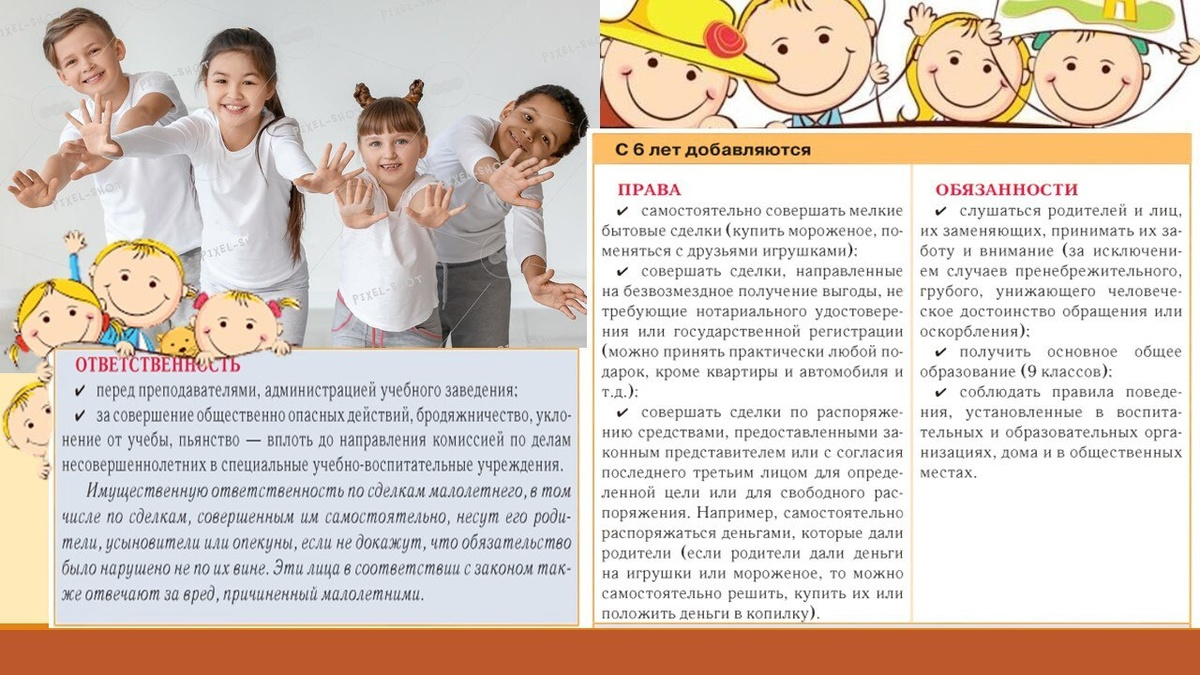 PIXEL-SHOT
ОТВЕТСТВЕННОСТЬ
✔ перед преподавателями, администрацией учебного заведения;
✔ за совершение общественно опасных действий, бродяжничество, укло-
нение от учебы, пьянство — вплоть до направления комиссией по делам
несовершеннолетних в специальные учебно-воспитательные учреждения.
Имущественную ответственность по сделкам малолетнего, в том
числе по сделкам, совершенным им самостоятельно, несут его роди-
тели, усыновители или опекуны, если не докажут, что обязательство
было нарушено не по их вине. Эти лица в соответствии с законом так-
же отвечают за вред, причиненный малолетними.
С 6 лет добавляются
ПРАВА
✔ самостоятельно совершать мелкие
бытовые сделки (купить мороженое, по-
меняться с друзьями игрушками);
✔ совершать сделки, направленные
на безвозмездное получение выгоды, не
требующие нотариального удостовере-
ния или государственной регистрации
(можно принять практически любой по-
дарок, кроме квартиры и автомобиля и
т.д.);
✔ совершать сделки по распоряже-
нию средствами, предоставленными за-
конным представителем или с согласия
последнего третьим лицом для опреде-
ленной цели или для свободного рас-
поряжения. Например, самостоятельно
распоряжаться деньгами, которые дали
родители (если родители дали деньги
на игрушки или мороженое, то можно
самостоятельно решить, купить их или
положить деньги в копилку).
ОБЯЗАННОСТИ
✔ слушаться родителей и лиц,
их заменяющих, принимать их за-
боту и внимание (за исключени-
ем случаев пренебрежительного,
грубого, унижающего человече-
ское достоинство обращения или
оскорбления);
✔ получить основное общее
образование (9 классов);
✔ соблюдать правила поведе-
ния, установленные в воспита-
тельных и образовательных орга-
низациях, дома и в общественных
местах.